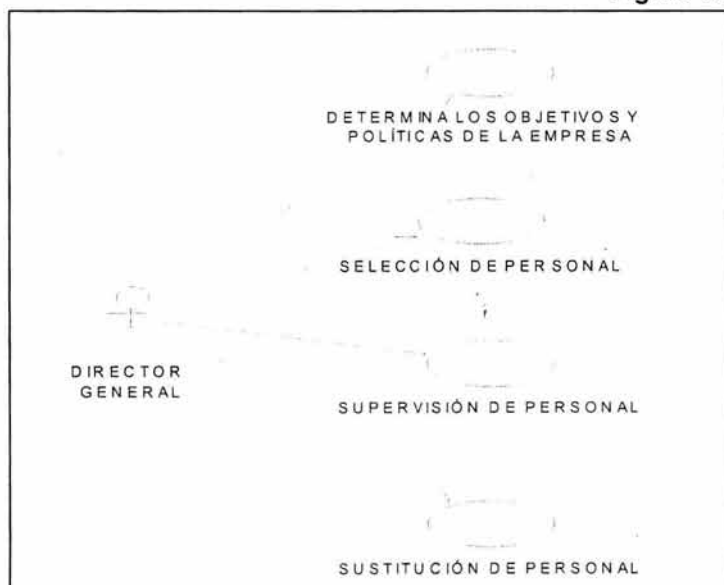 DETERMINA LOS OBJETIVOS Y
POLÍTICAS DE LA EMPRESA
SELECCIÓN DE PERSONAL
DIRECTOR
GENERAL
SUPERVISIÓN DE PERSONAL
SUSTITUCIÓN DE PERSONAL